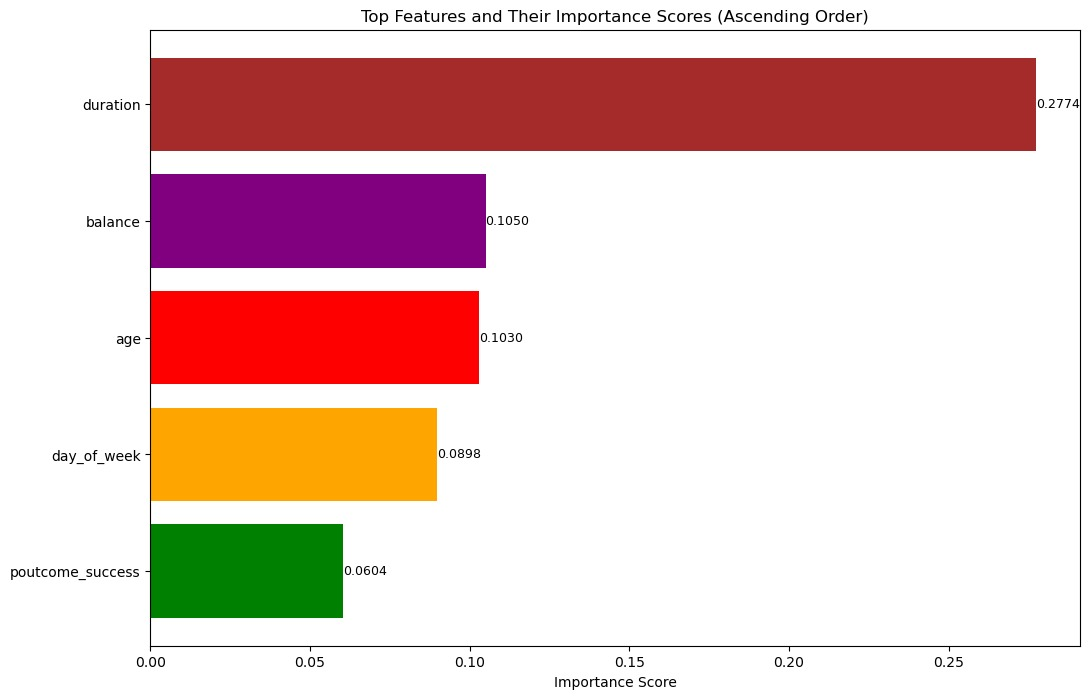 Top Features and Their Importance Scores (Ascending Order)
duration
0.2774
balance
0.1050
age
0.1030
day_of_week
0.0898
poutcome_success
0.0604
0.00 0.05 0.10 0.15 0.20 0.25
Importance Score